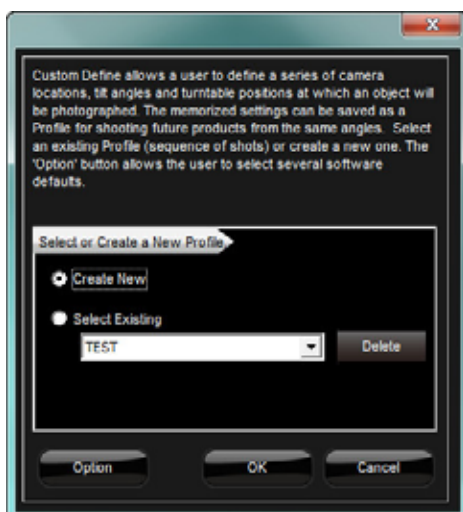 Custom Define allows a user to define a series of camera
locations, tilt angles and turntable positions at which an object will
be photographed. The memorized settings can be saved as a
Profile for shooting future products from the same angles. Select
an existing Profile (sequence of shots) or create a new one. The
'Option' button allows the user to select several software
defaults.
Select or Create a New Profile
Create New
Select Existing
TEST
Delete
Option
OK
Cancel